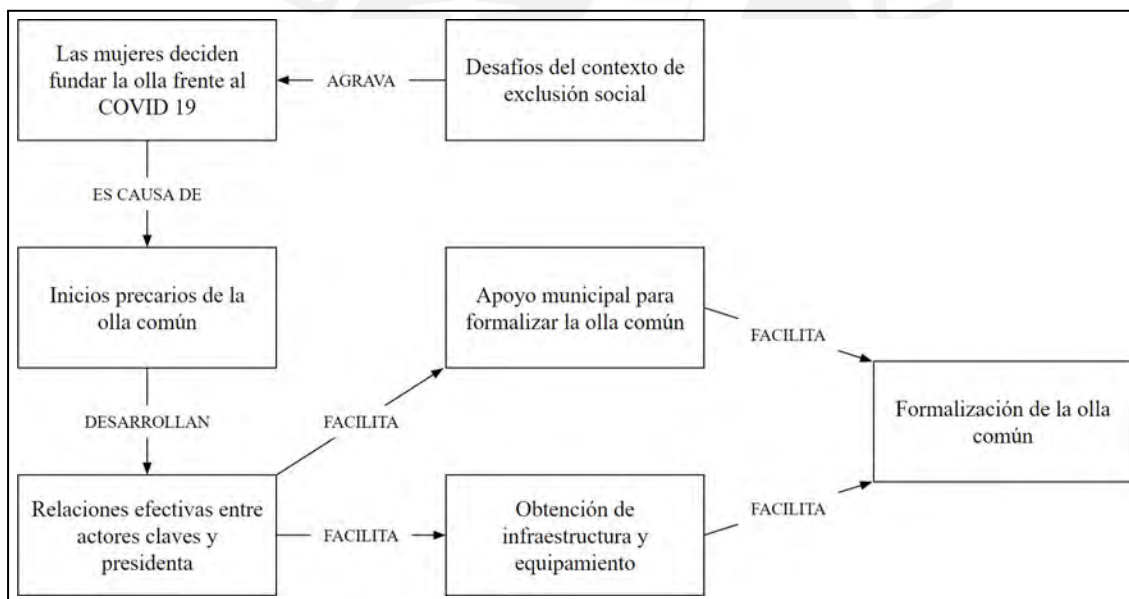 Las mujeres deciden
fundar la olla frente al
COVID 19
AGRAVA
Desafíos del contexto de
exclusión social
ES CAUSA DE
Inicios precarios de la
olla común
Apoyo municipal para
formalizar la olla común
FACILITA
Formalización de la olla
común
DESARROLLAN
FACILITA
Relaciones efectivas entre
actores claves y
presidenta
FACILITA
Obtención de
infraestructura y
equipamiento
FACILITA